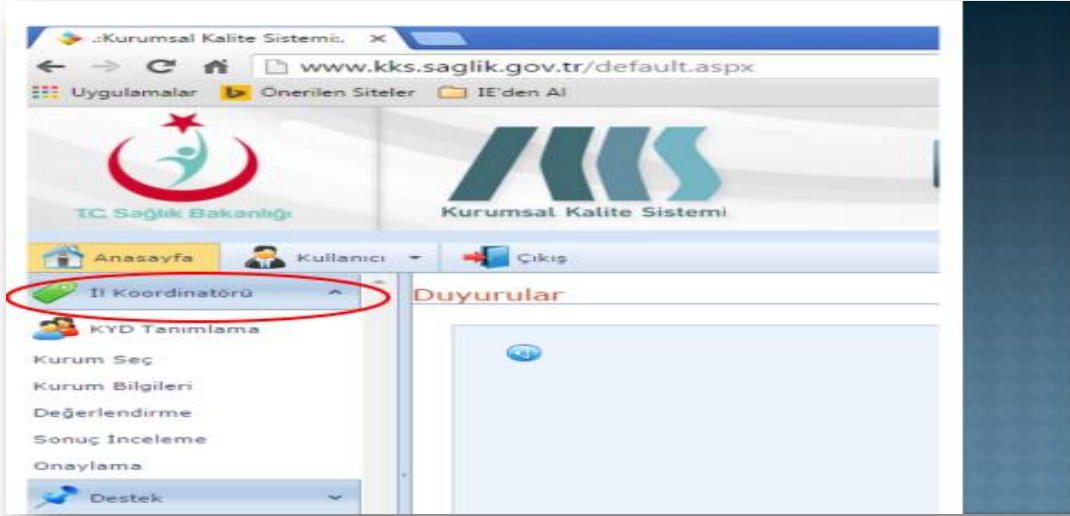 .:Kurumsal Kalite Sistemi:.
www.kks.saglik.gov.tr/default.aspx
Uygulamalar Önerilen Siteler IE'den Al
T.C. Sağlık Bakanlığı
KKS
Kurumsal Kalite Sistemi
Anasayfa Kullanıcı Çıkış
İl Koordinatörü
Duyurular
KYD Tanımlama
Kurum Seç
Kurum Bilgileri
Değerlendirme
Sonuç İnceleme
Onaylama
Destek